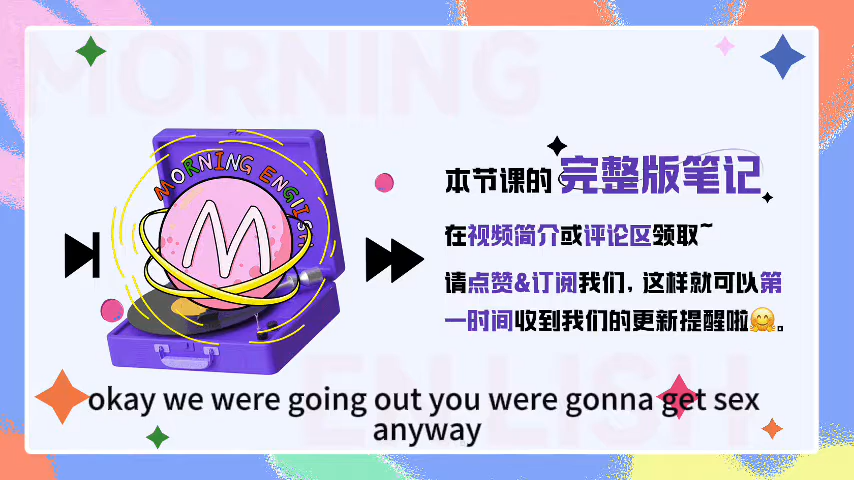 MORNING
MORNING ENGLISH
M
本节课的 完整版笔记
在视频简介或评论区领取~
请点赞&订阅我们，这样就可以第
一时间收到我们的更新提醒啦🤗。
ENGLISH
okay we were going out you were gonna get sex
anyway